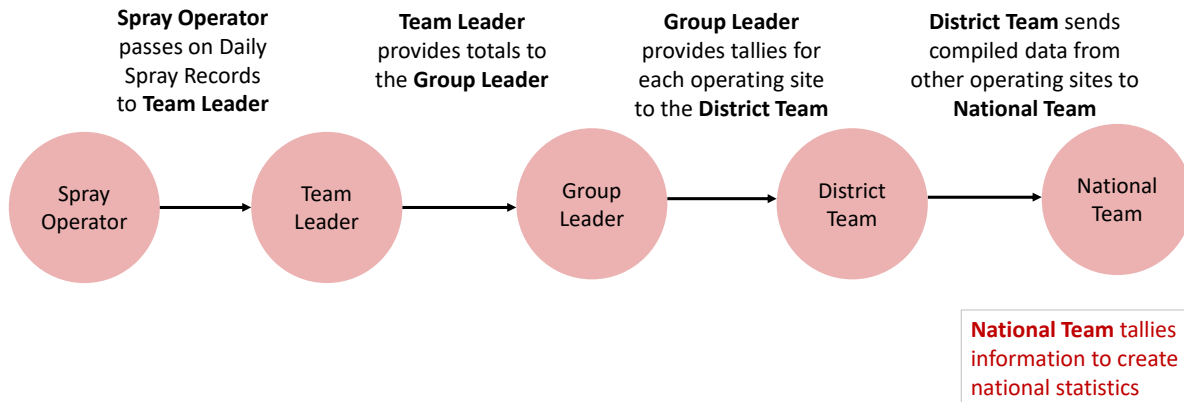 Spray Operator
passes on Daily
Spray Records
to Team Leader
Team Leader
provides totals to
the Group Leader
Group Leader
provides tallies for
each operating site
to the District Team
District Team sends
compiled data from
other operating sites to
National Team
Spray
Operator
Team
Leader
Group
Leader
District
Team
National
Team
National Team tallies
information to create
national statistics